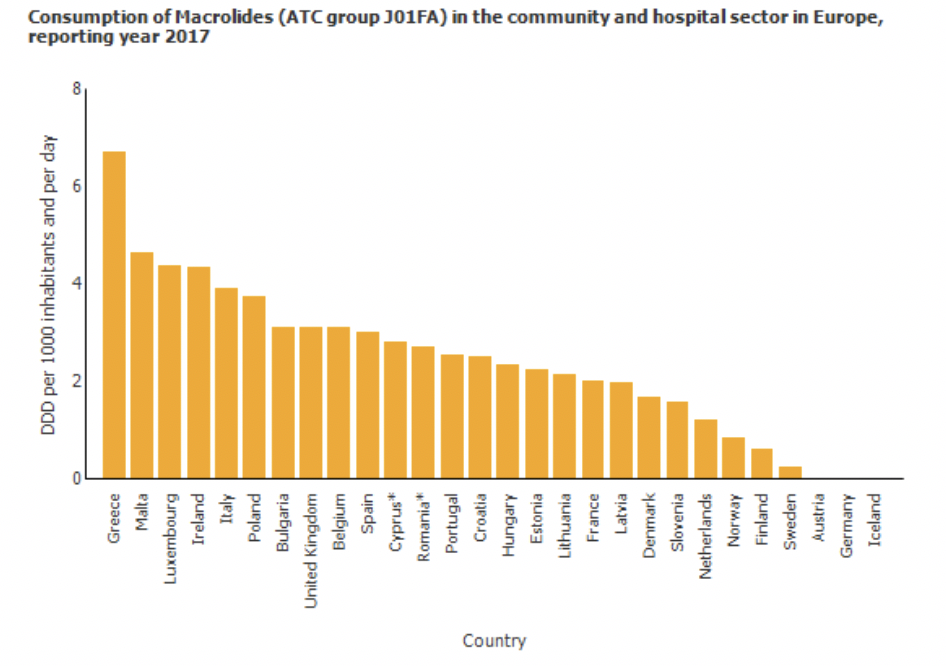 Consumption of Macrolides (ATC group J01FA) in the community and hospital sector in Europe,
reporting year 2017
DDD per 1000 inhabitants and per day
8
6
4
2
0
Greece
Malta
Luxembourg
Ireland
Italy
Poland
Bulgaria
United Kingdom
Belgium
Spain
Cyprus*
Romania*
Portugal
Croatia
Hungary
Estonia
Lithuania
France
Latvia
Denmark
Slovenia
Netherlands
Norway
Finland
Sweden
Austria
Germany
Iceland
Country